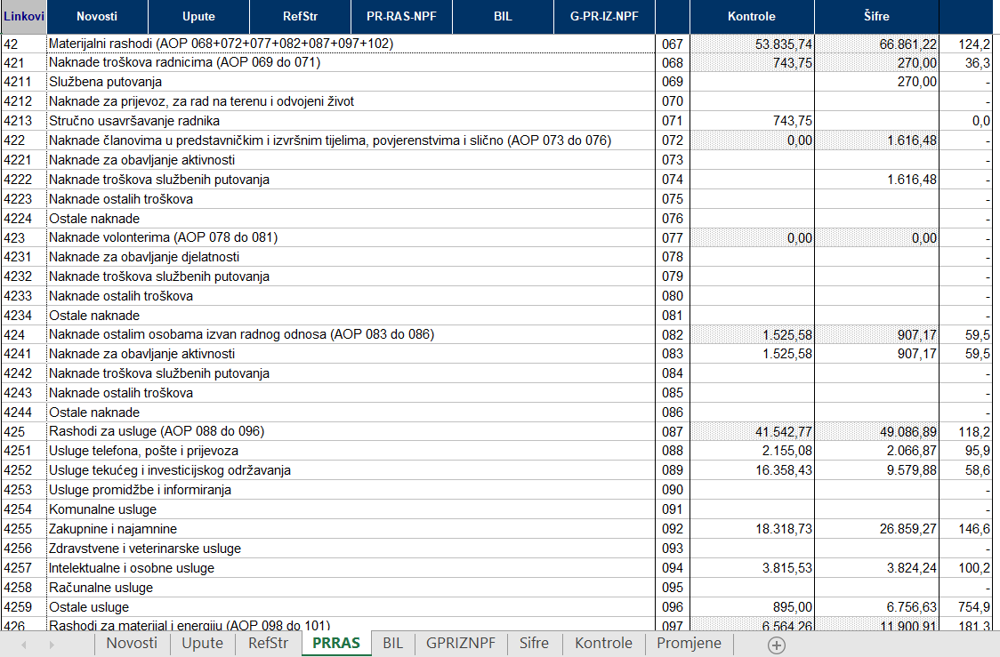 Linkovi Novosti Upute RefStr PR-RAS-NPF BIL G-PR-IZ-NPF Kontrole Šifre
42 Materijalni rashodi (AOP 068+072+077+082+087+097+102) 067 53.835,74 66.861,22 124,2
421 Naknade troškova radnicima (AOP 069 do 071) 068 743,75 270,00 36,3
4211 Službena putovanja 069 270,00 -
4212 Naknade za prijevoz, za rad na terenu i odvojeni život 070 -
4213 Stručno usavršavanje radnika 071 743,75 0,0
422 Naknade članovima u predstavničkim i izvršnim tijelima, povjerenstvima i slično (AOP 073 do 076) 072 0,00 1.616,48 -
4221 Naknade za obavljanje aktivnosti 073 -
4222 Naknade troškova službenih putovanja 074 1.616,48 -
4223 Naknade ostalih troškova 075 -
4224 Ostale naknade 076 -
423 Naknade volonterima (AOP 078 do 081) 077 0,00 0,00 -
4231 Naknade za obavljanje djelatnosti 078 -
4232 Naknade troškova službenih putovanja 079 -
4233 Naknade ostalih troškova 080 -
4234 Ostale naknade 081 -
424 Naknade ostalim osobama izvan radnog odnosa (AOP 083 do 086) 082 1.525,58 907,17 59,5
4241 Naknade za obavljanje aktivnosti 083 1.525,58 907,17 59,5
4242 Naknade troškova službenih putovanja 084 -
4243 Naknade ostalih troškova 085 -
4244 Ostale naknade 086 -
425 Rashodi za usluge (AOP 088 do 096) 087 41.542,77 49.086,89 118,2
4251 Usluge telefona, pošte i prijevoza 088 2.155,08 2.066,87 95,9
4252 Usluge tekućeg i investicijskog održavanja 089 16.358,43 9.579,88 58,6
4253 Usluge promidžbe i informiranja 090 -
4254 Komunalne usluge 091 -
4255 Zakupnine i najamnine 092 18.318,73 26.859,27 146,6
4256 Zdravstvene i veterinarske usluge 093 -
4257 Intelektualne i osobne usluge 094 3.815,53 3.824,24 100,2
4258 Računalne usluge 095 -
4259 Ostale usluge 096 895,00 6.756,63 754,9
426 Rashodi za materijal i energiju (AOP 098 do 101) 097 6.564,26 11.900,91 181,3
Novosti Upute RefStr PRRAS BIL GPRIZNPF Sifre Kontrole Promjene